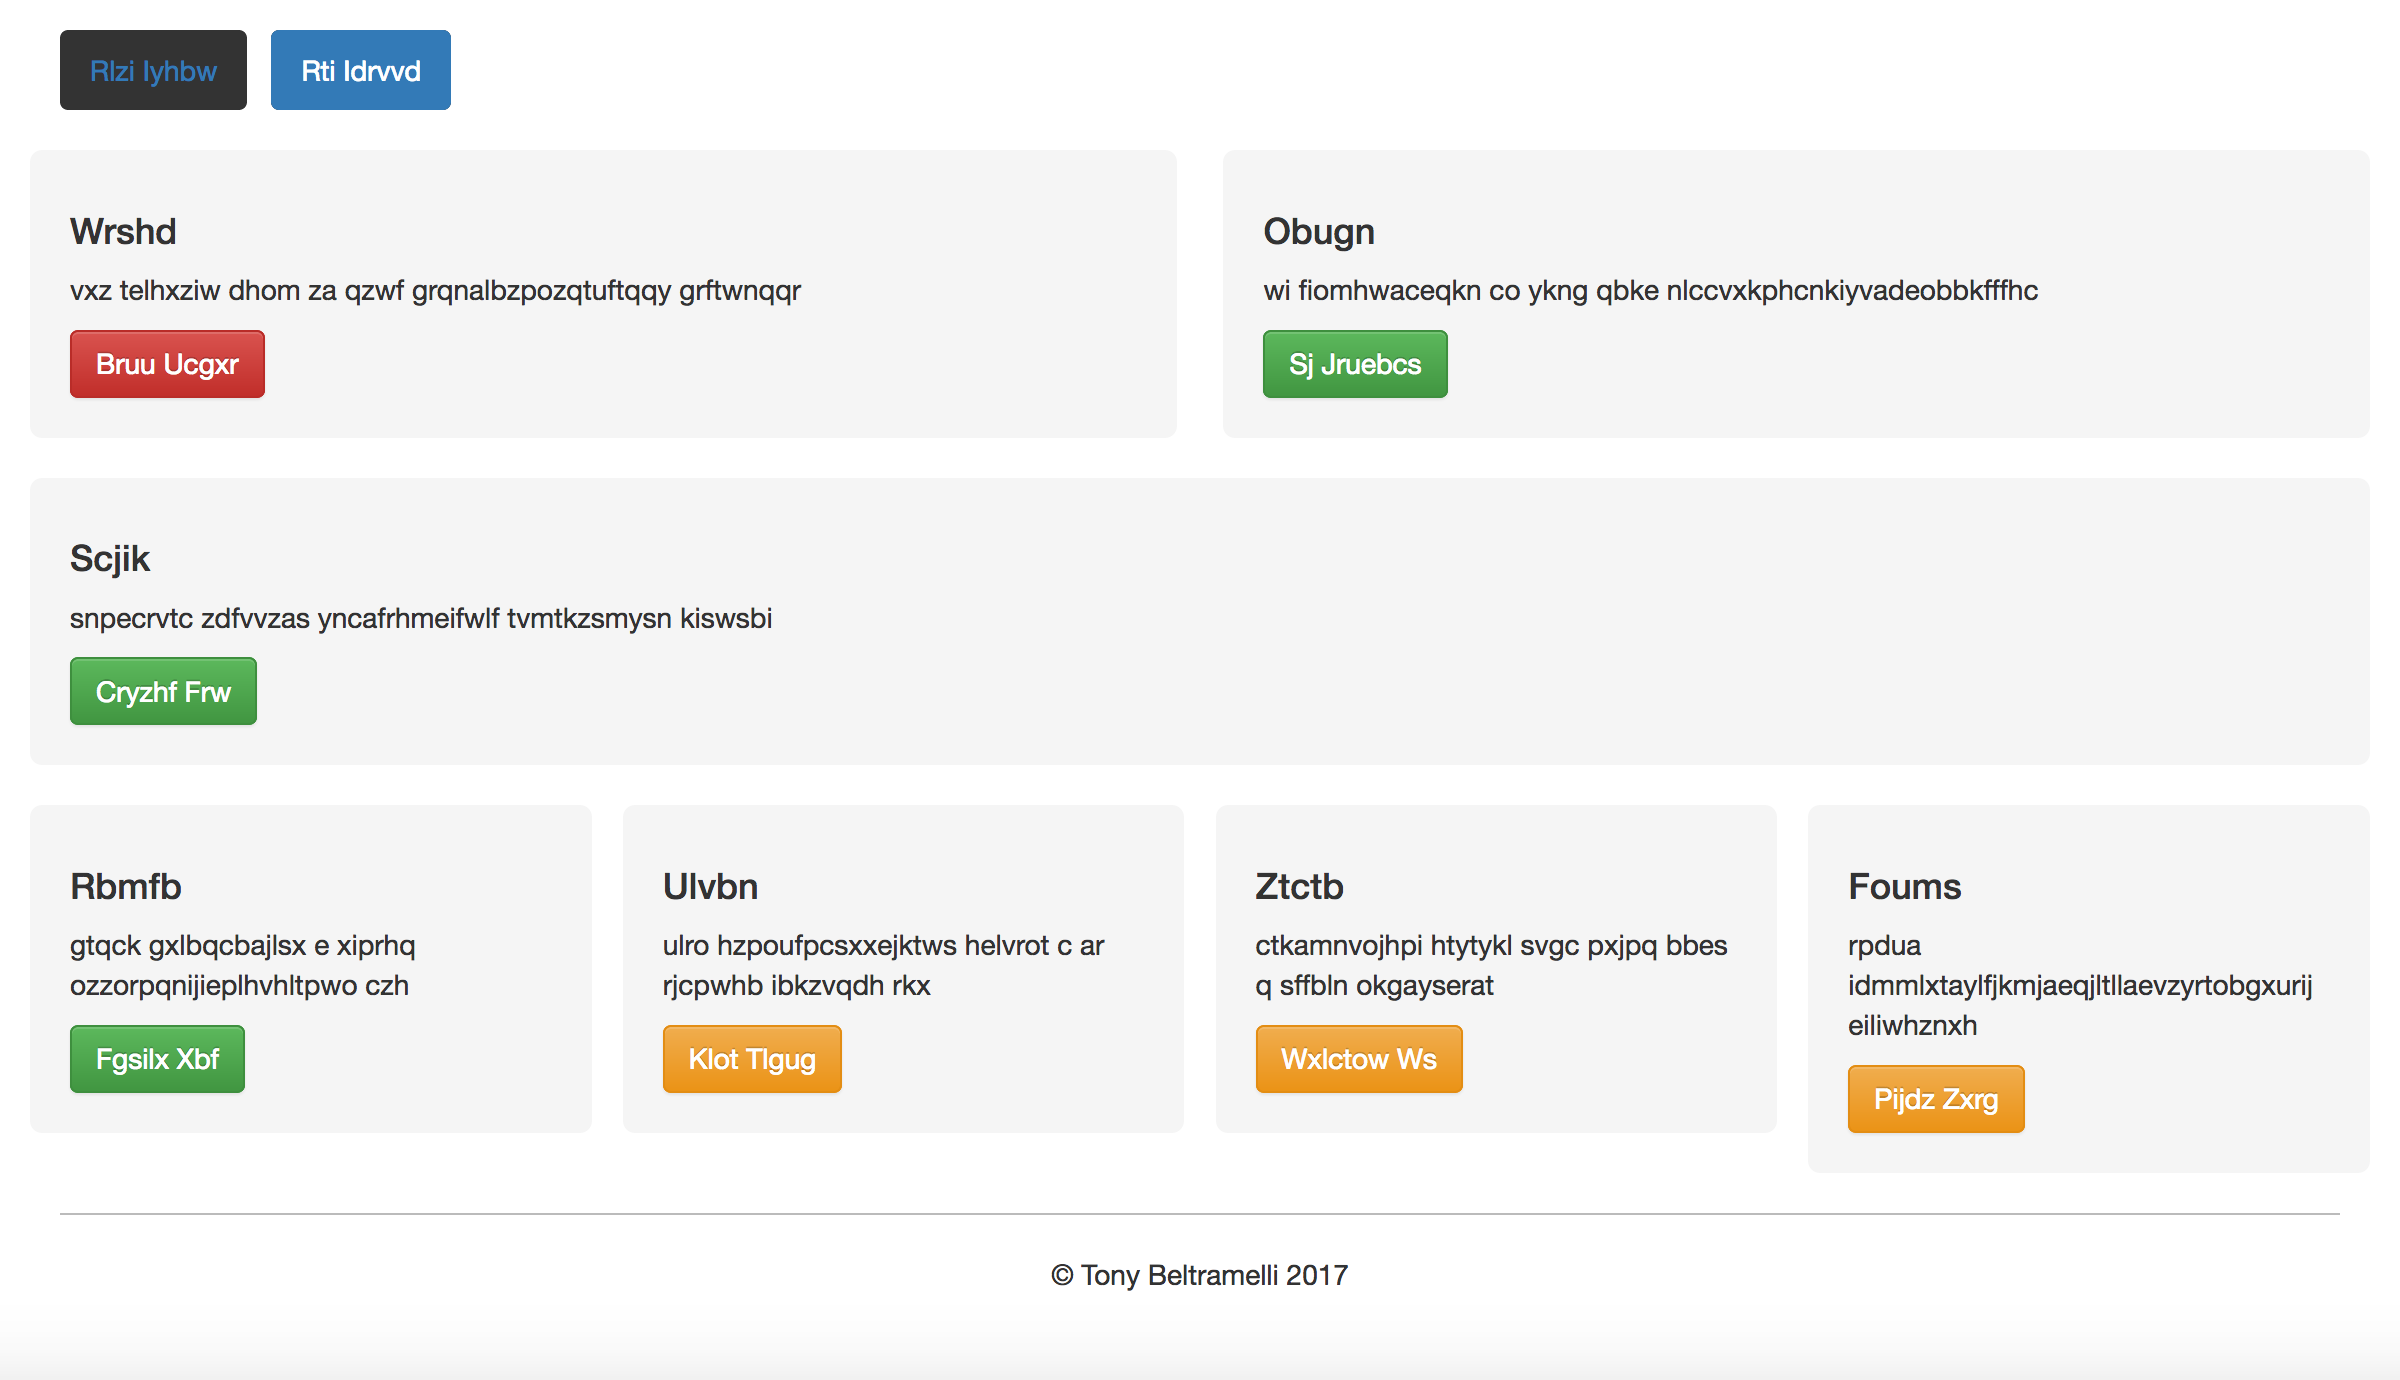 Rlzi Iyhbw
Rti Idrvvd
Wrshd
vxz telhxziw dhom za qzwf grqnalbzpozqtuftqqy grftwnqqr
Bruu Ucgxr
Obugn
wi fiomhwaceqkn co ykng qbke nlccvxkphcnkiyvadeobbkfffhc
Sj Jruebcs
Scjik
snpecrvtc zdfvvzas yncafrhmeifwlf tvmtkzsmysn kiswsbi
Cryzhf Frw
Rbmfb
gtqck gxlbqcbajlsx e xiprhq
ozzorpqnijieplhvhltpwo czh
Fgsilx Xbf
Ulvbn
ulro hzpoufpcsxxejktws helvrot c ar
rjcpwhb ibkzvqdh rkx
Klot Tlgug
Ztctb
ctkamnvojhpi htytykl svgc pxjpq bbes
q sffbln okgayserat
Wxlctow Ws
Foums
rpdua
idmmlxtaylfjkmjaeqjltllaevzyrtobgxurij
eiliwhznxh
Pijdz Zxrg
© Tony Beltramelli 2017